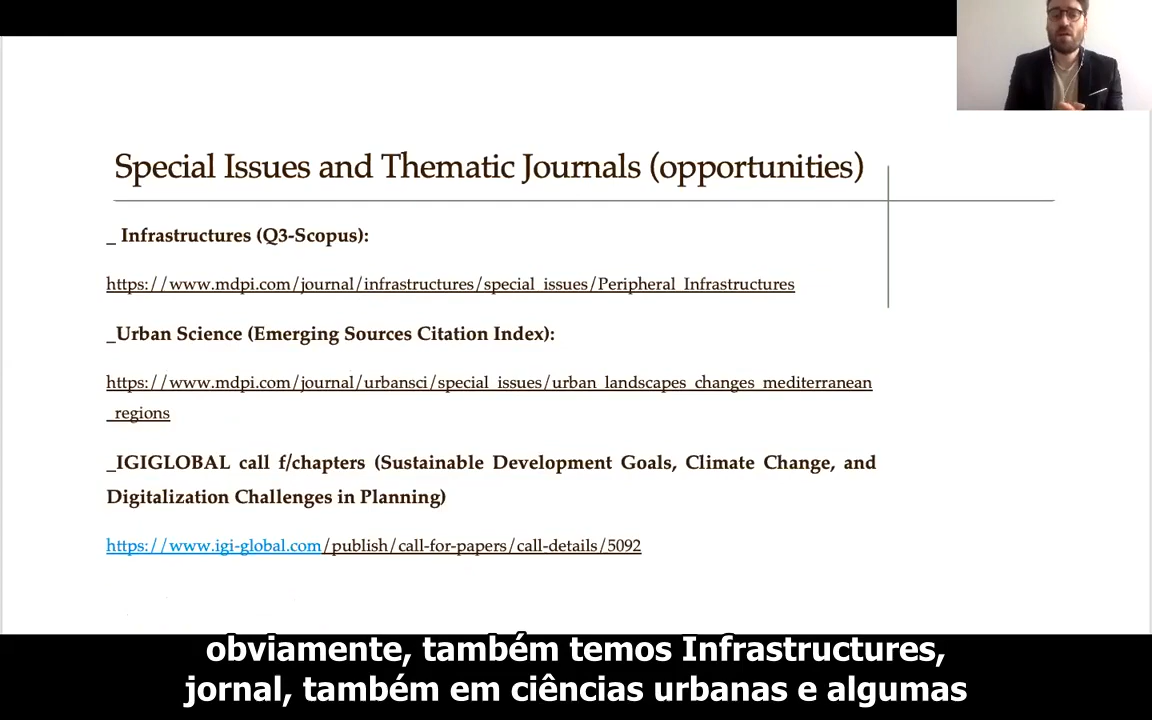 Special Issues and Thematic Journals (opportunities)
_ Infrastructures (Q3-Scopus):
https://www.mdpi.com/journal/infrastructures/special_issues/Peripheral_Infrastructures
_Urban Science (Emerging Sources Citation Index):
https://www.mdpi.com/journal/urbansci/special_issues/urban_landscapes_changes_mediterranean
_regions
_IGIGLOBAL call f/chapters (Sustainable Development Goals, Climate Change, and
Digitalization Challenges in Planning)
https://www.igi-global.com/publish/call-for-papers/call-details/5092
obviamente, também temos Infrastructures,
jornal, também em ciências urbanas e algumas